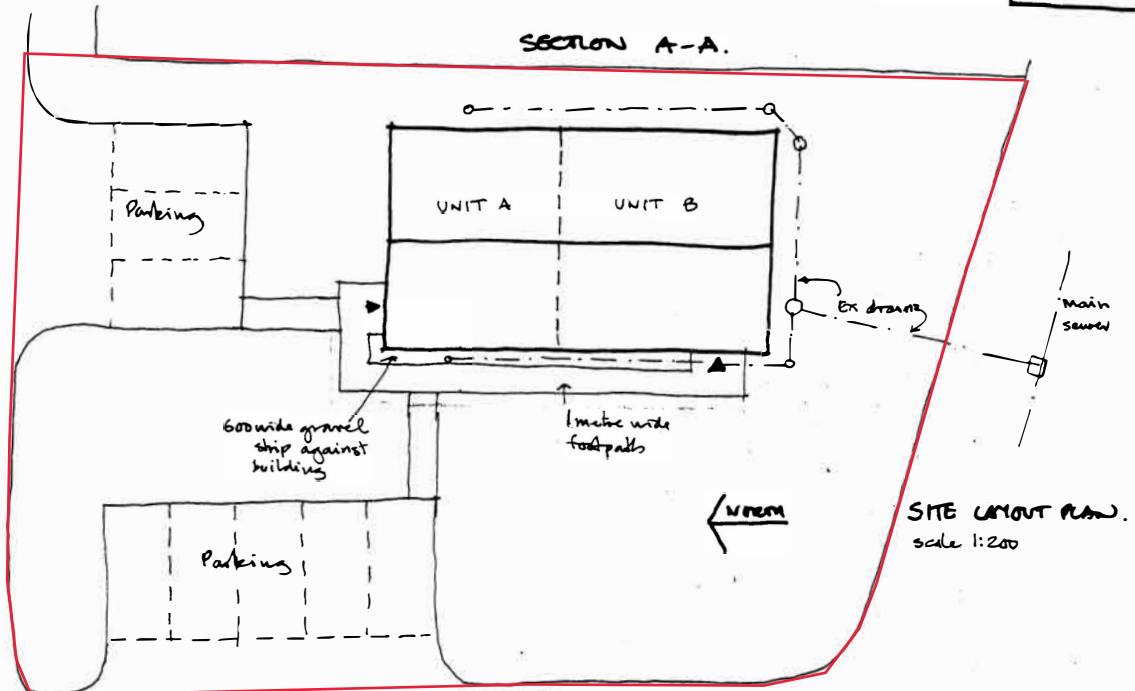 SECTION A-A.
Parking
UNIT A
UNIT B
Ex drains
main
sewer
600 wide gravel
strip against
building
1 metre wide
footpaths
NORTH
SITE LAYOUT PLAN.
scale 1:200
Parking